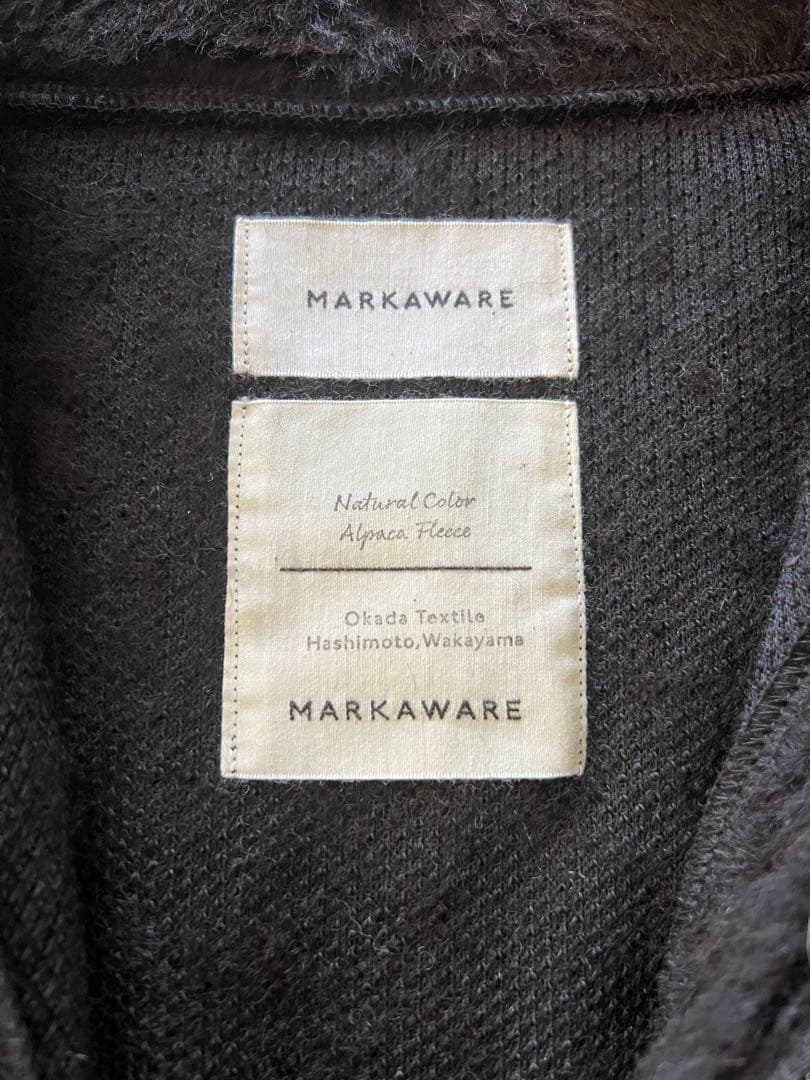 MARKAWARE
Natural Color
Alpaca Fleece
Okada Textile
Hashimoto, Wakayama
MARKAWARE